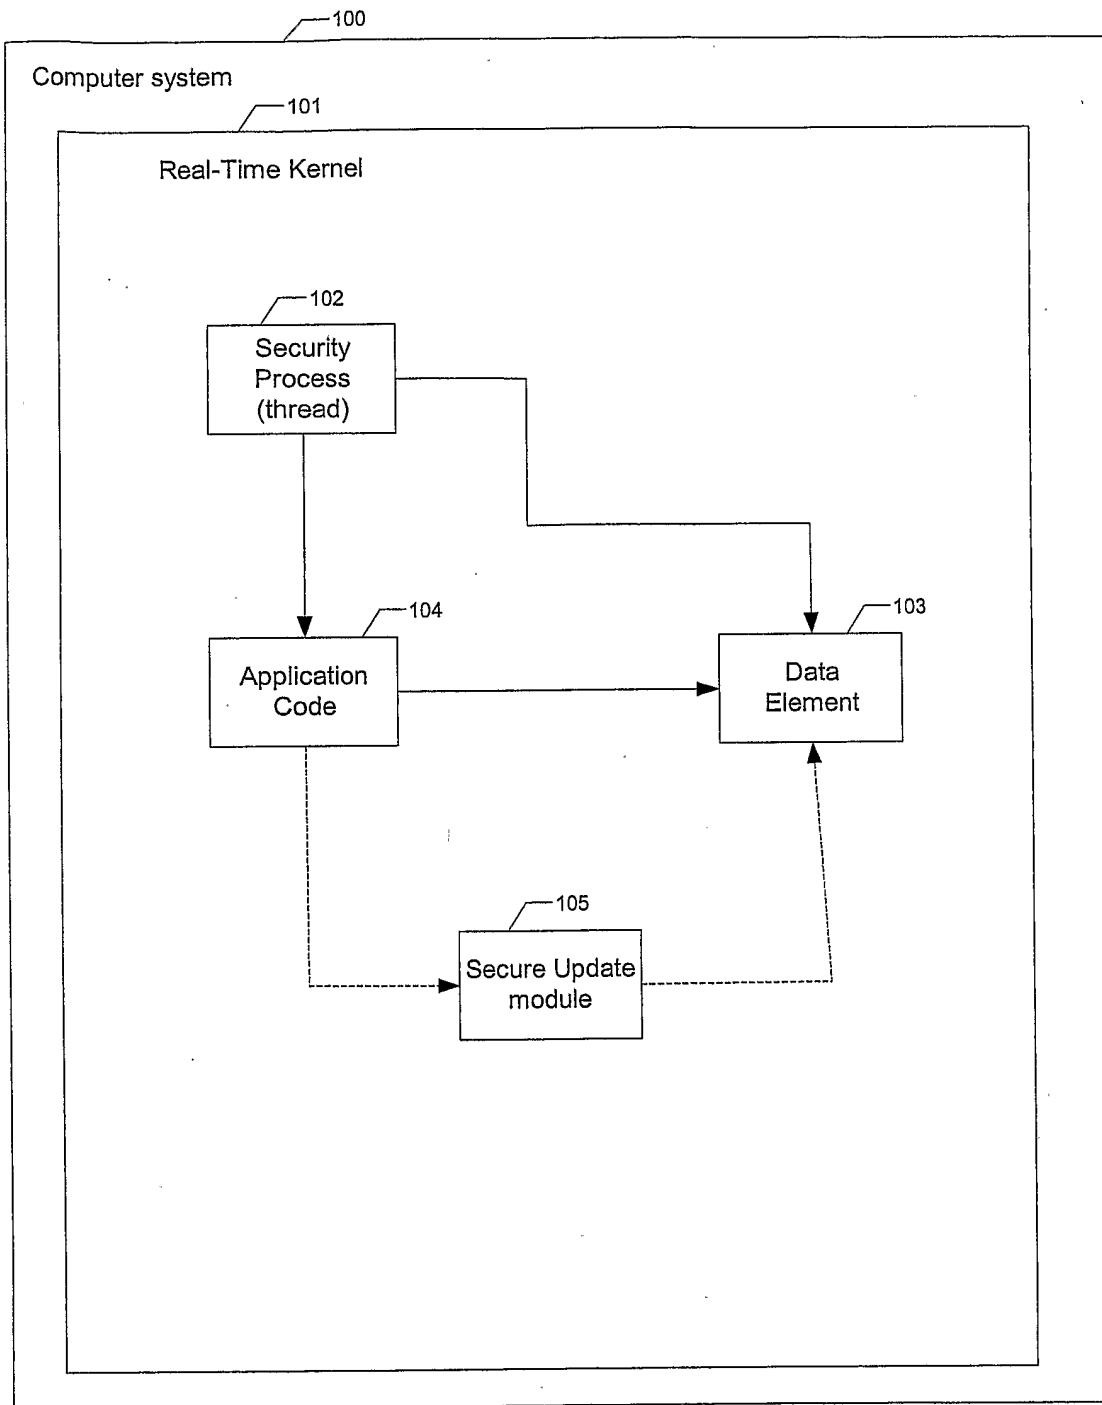 100
Computer system
101
Real-Time Kernel
102
Security
Process
(thread)
104
Application
Code
103
Data
Element
105
Secure Update
module